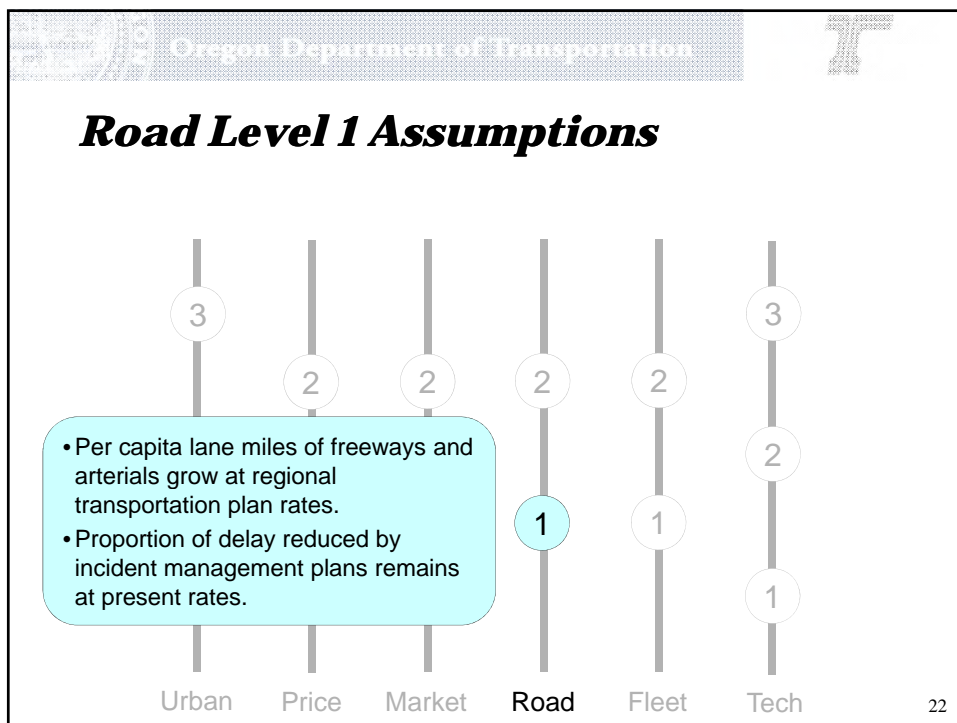 Oregon Department of Transportation
Road Level 1 Assumptions
3 3
2 2 2 2
• Per capita lane miles of freeways and
arterials grow at regional
transportation plan rates.
• Proportion of delay reduced by
incident management plans remains
at present rates.
2
1 1
1
Urban Price Market Road Fleet Tech
22